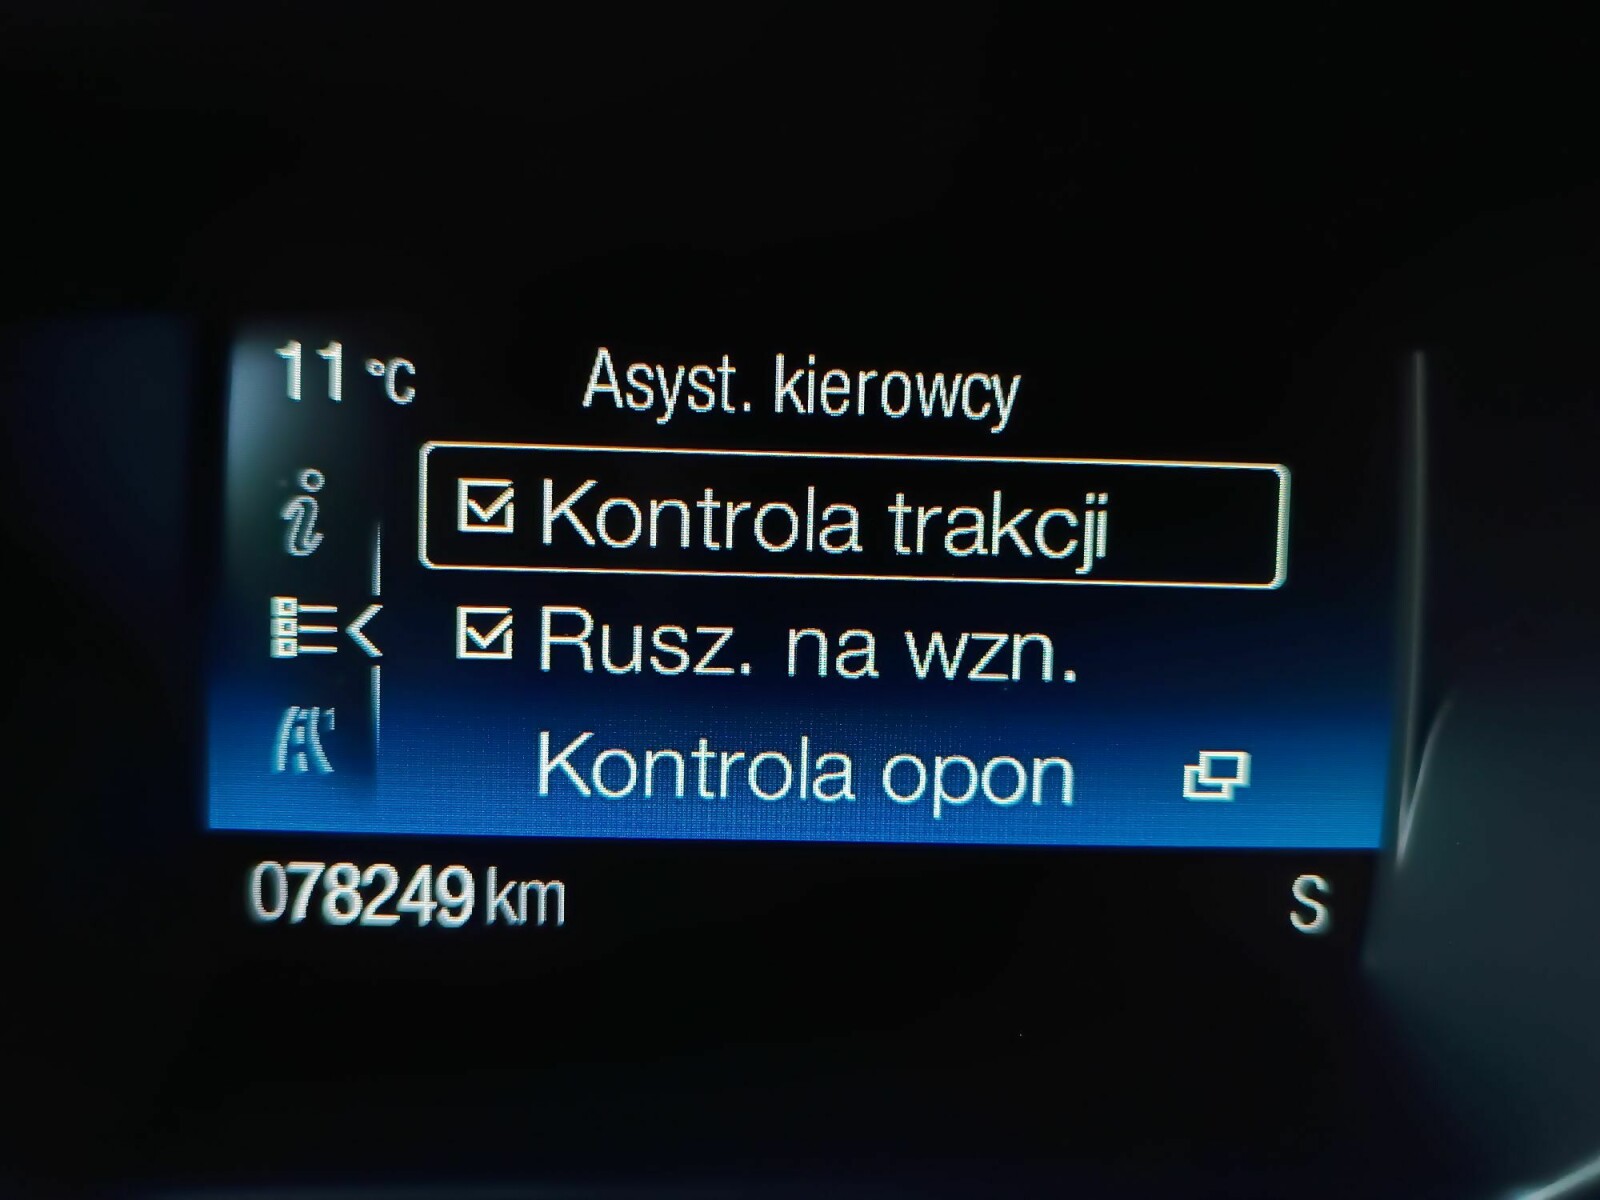 11 °C
Asyst. kierowcy
Kontrola trakcji
Rusz. na wzn.
Kontrola opon
078249 km
S